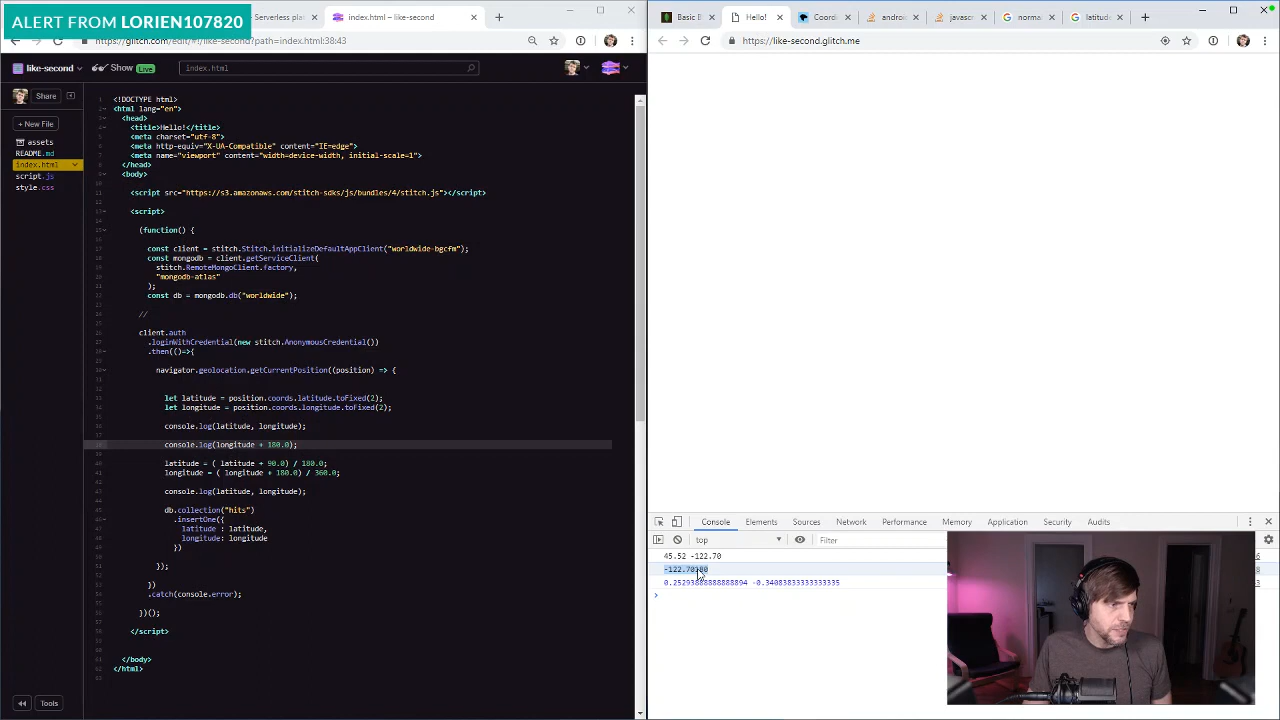 ALERT FROM LORIEN107820
Serverless plan
index.html – like-second
Basic B
Hello!
Coordi
androi
javasc
norma
latitud
https://glitch.com/edit/#!/like-second?path=index.html:38:43
https://like-second.glitch.me
like-second
Show
Live
index.html
Share
+ New File
assets
README.md
index.html
script.js
style.css
<!DOCTYPE html>
<html lang="en">
<head>
<title>Hello!</title>
<meta charset="utf-8">
<meta http-equiv="X-UA-Compatible" content="IE=edge">
<meta name="viewport" content="width=device-width, initial-scale=1">
</head>
<body>
<script src="https://s3.amazonaws.com/stitch-sdks/js/bundles/4/stitch.js"></script>
<script>
(function() {
const client = stitch.Stitch.initializeDefaultAppClient("worldwide-bgcfm");
const mongodb = client.getServiceClient(
stitch.RemoteMongoClient.factory,
"mongodb-atlas"
);
const db = mongodb.db("worldwide");
//
client.auth
.loginWithCredential(new stitch.AnonymousCredential())
.then(()=>{
navigator.geolocation.getCurrentPosition((position) => {
let latitude = position.coords.latitude.toFixed(2);
let longitude = position.coords.longitude.toFixed(2);
console.log(latitude, longitude);
console.log(longitude + 180.0);
latitude = ( latitude + 90.0) / 180.0;
longitude = ( longitude + 180.0) / 360.0;
console.log(latitude, longitude);
db.collection("hits")
.insertOne({
latitude : latitude,
longitude: longitude
})
});
})
.catch(console.error);
})();
</script>
</body>
</html>
Tools
Console
Elements
Sources
Network
Performance
Memory
Application
Security
Audits
top
Filter
45.52 -122.70
-122.70180